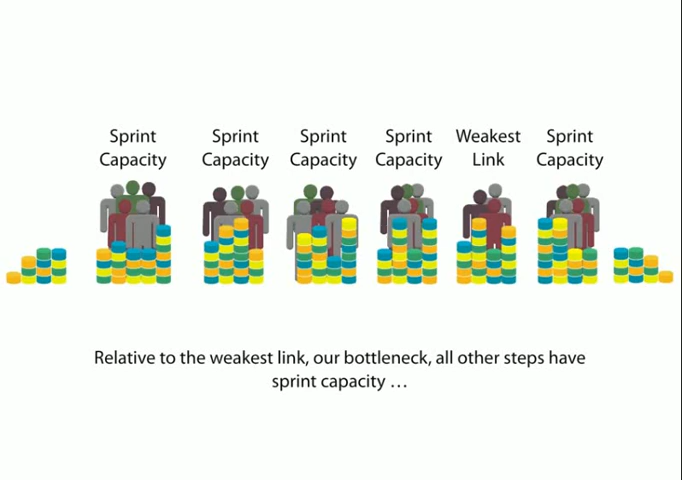 Sprint Capacity
Sprint Capacity
Sprint Capacity
Sprint Capacity
Weakest Link
Sprint Capacity
Relative to the weakest link, our bottleneck, all other steps have
sprint capacity …